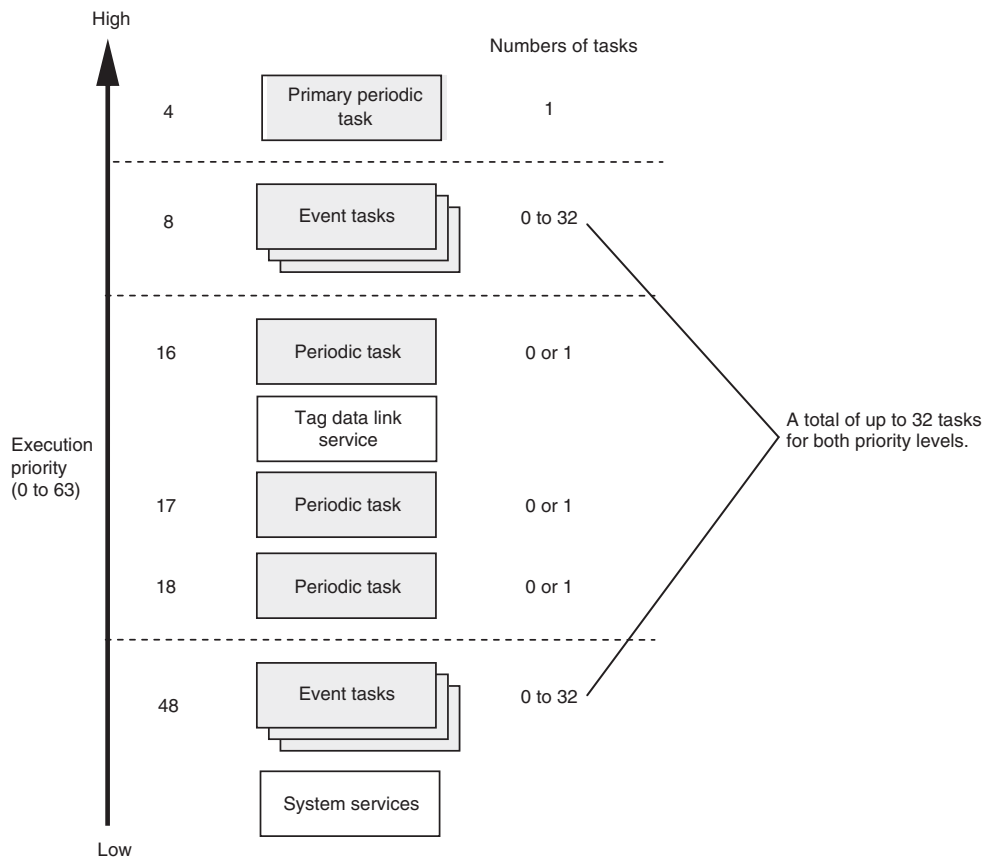 High
Numbers of tasks
4
Primary periodic
task
1
8
Event tasks
0 to 32
16
Periodic task
0 or 1
Tag data link
service
A total of up to 32 tasks
for both priority levels.
Execution
priority
(0 to 63)
17
Periodic task
0 or 1
18
Periodic task
0 or 1
48
Event tasks
0 to 32
System services
Low